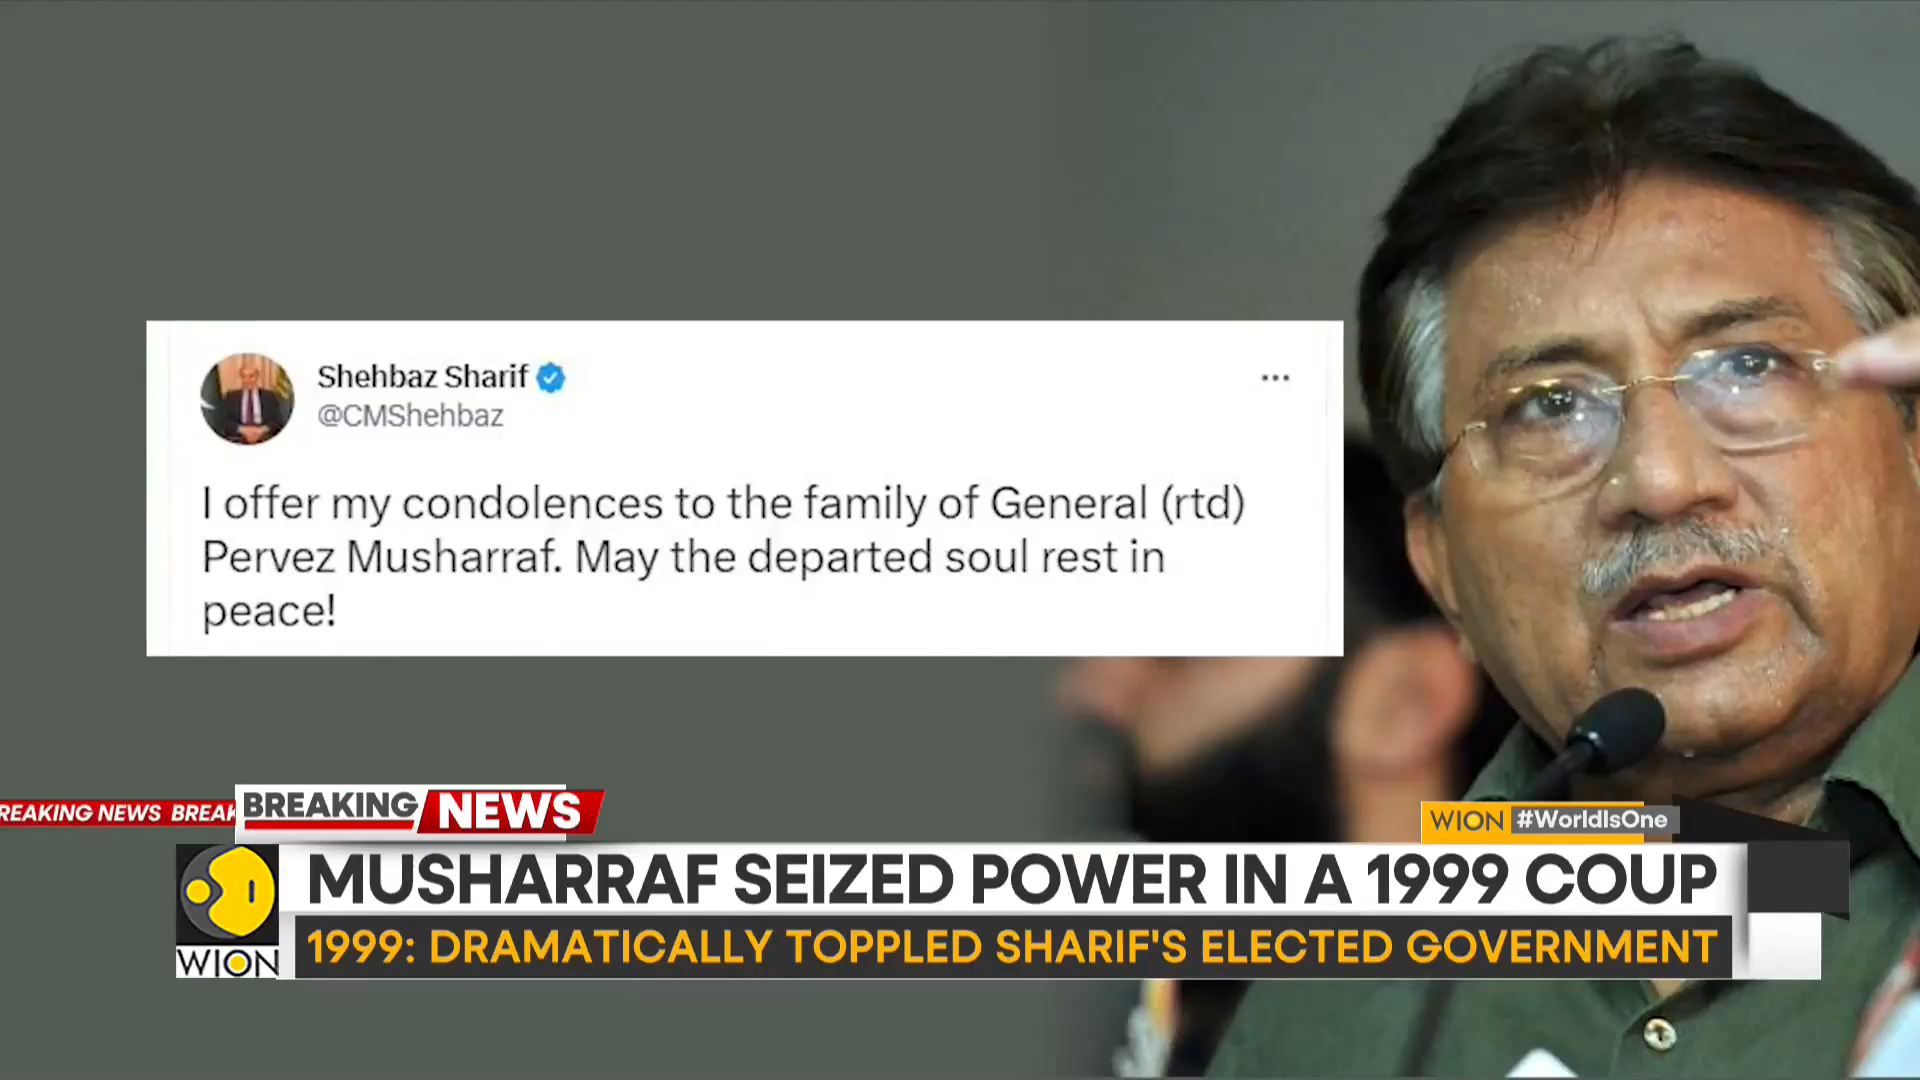 Shehbaz Sharif
@CMShehbaz
I offer my condolences to the family of General (rtd)
Pervez Musharraf. May the departed soul rest in
peace!
REAKING NEWS BREAK
BREAKING NEWS
WION #WorldIsOne
MUSHARRAF SEIZED POWER IN A 1999 COUP
1999: DRAMATICALLY TOPPLED SHARIF'S ELECTED GOVERNMENT
WION